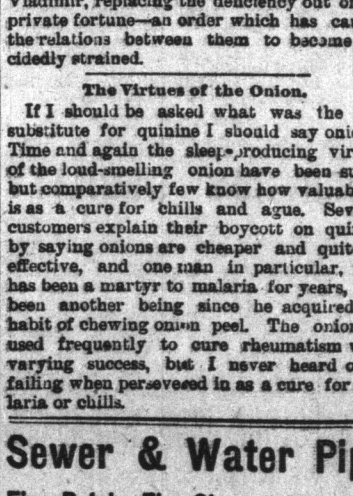 Vladimir, replacing the deficiency out o
private fortune—an order which has ca
the relations between them to become
cidedly strained.
The Virtues of the Onion.
If I should be asked what was the
substitute for quinine I should say oni
Time and again the sleep-producing vir
of the loud-smelling onion have been su
but comparatively few know how valuab
is as a cure for chills and ague. Sev
customers explain their boycott on qui
by saying onions are cheaper and quit
effective, and one man in particular,
has been a martyr to malaria for years,
been another being since he acquired
habit of chewing onion peel. The onion
used frequently to cure rheumatism w
varying success, but I never heard o
failing when persevered in as a cure for
laria or chills.
Sewer & Water Pi